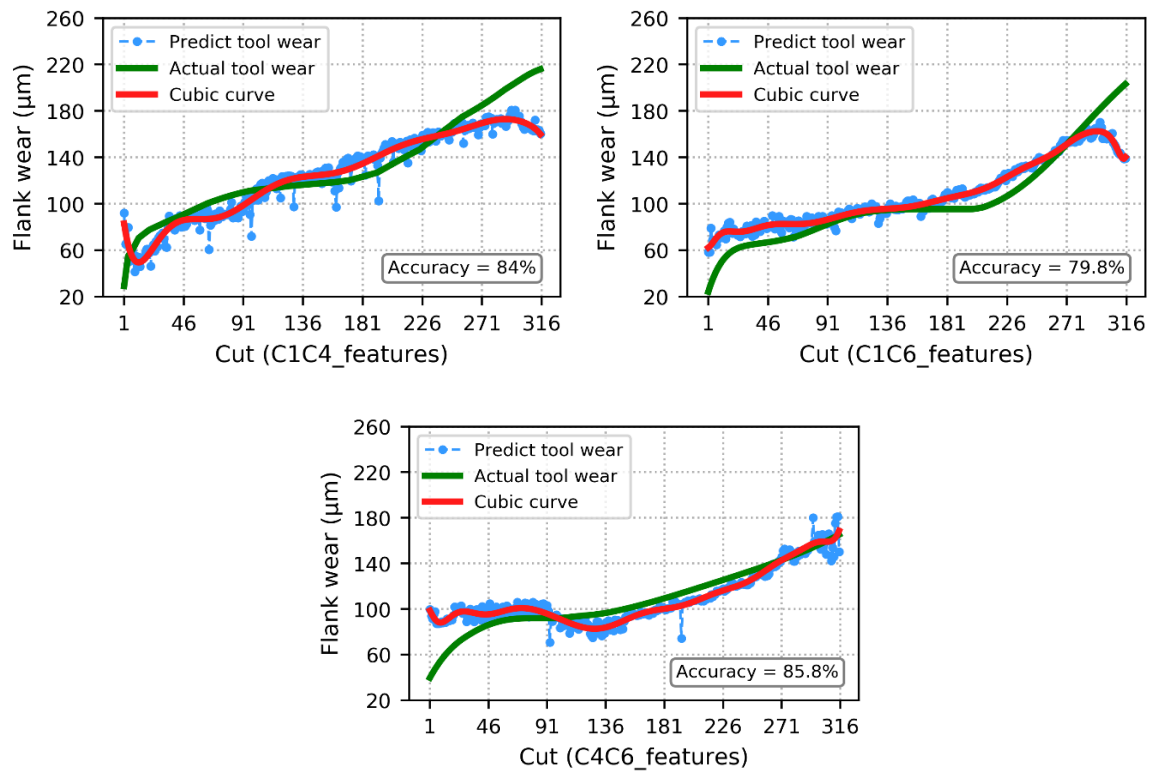 260
220
180
140
100
60
20
Flank wear (µm)
Predict tool wear
Actual tool wear
Cubic curve
Accuracy = 84%
1 46 91 136 181 226 271 316
Cut (C1C4_features)
260
220
180
140
100
60
20
Flank wear (µm)
Predict tool wear
Actual tool wear
Cubic curve
Accuracy = 79.8%
1 46 91 136 181 226 271 316
Cut (C1C6_features)
260
220
180
140
100
60
20
Flank wear (µm)
Predict tool wear
Actual tool wear
Cubic curve
Accuracy = 85.8%
1 46 91 136 181 226 271 316
Cut (C4C6_features)